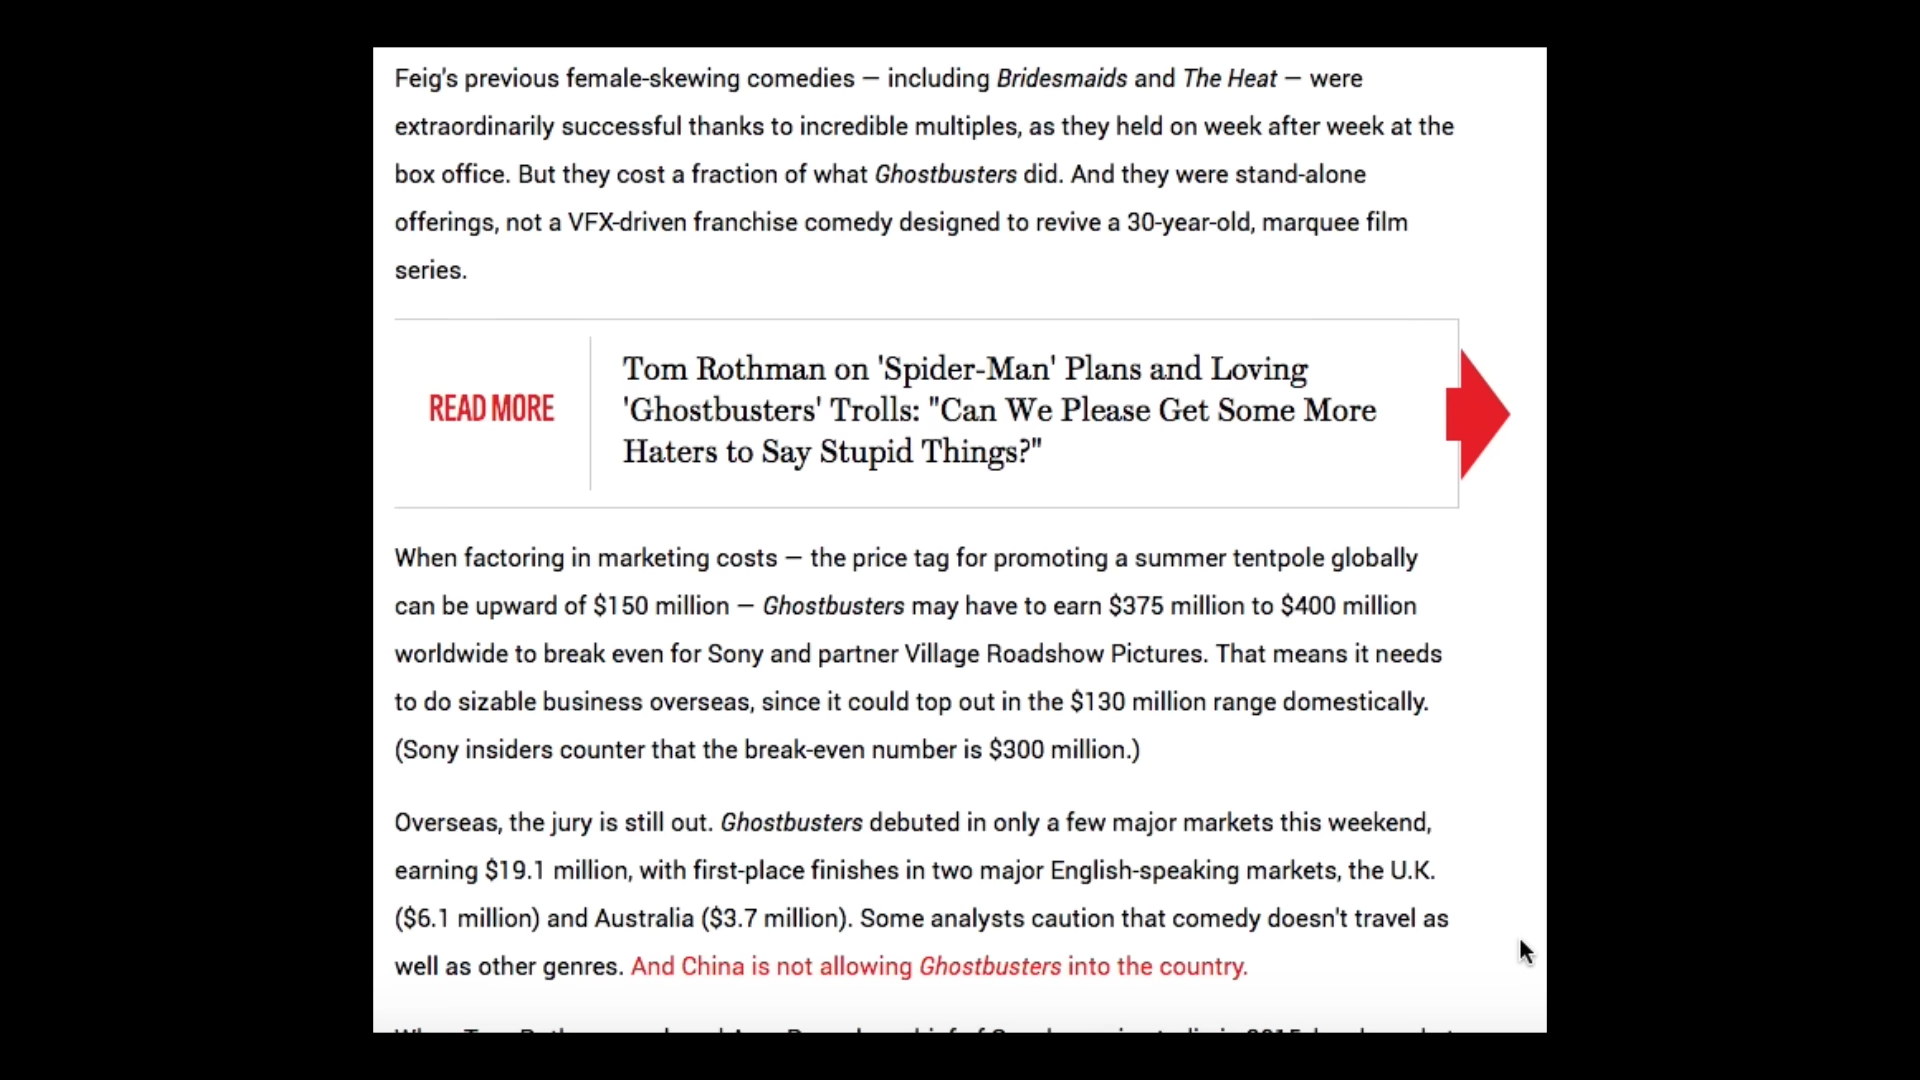 Feig's previous female-skewing comedies — including Bridesmaids and The Heat — were
extraordinarily successful thanks to incredible multiples, as they held on week after week at the
box office. But they cost a fraction of what Ghostbusters did. And they were stand-alone
offerings, not a VFX-driven franchise comedy designed to revive a 30-year-old, marquee film
series.
READ MORE
Tom Rothman on 'Spider-Man' Plans and Loving
'Ghostbusters' Trolls: "Can We Please Get Some More
Haters to Say Stupid Things?"
When factoring in marketing costs — the price tag for promoting a summer tentpole globally
can be upward of $150 million — Ghostbusters may have to earn $375 million to $400 million
worldwide to break even for Sony and partner Village Roadshow Pictures. That means it needs
to do sizable business overseas, since it could top out in the $130 million range domestically.
(Sony insiders counter that the break-even number is $300 million.)
Overseas, the jury is still out. Ghostbusters debuted in only a few major markets this weekend,
earning $19.1 million, with first-place finishes in two major English-speaking markets, the U.K.
($6.1 million) and Australia ($3.7 million). Some analysts caution that comedy doesn't travel as
well as other genres. And China is not allowing Ghostbusters into the country.